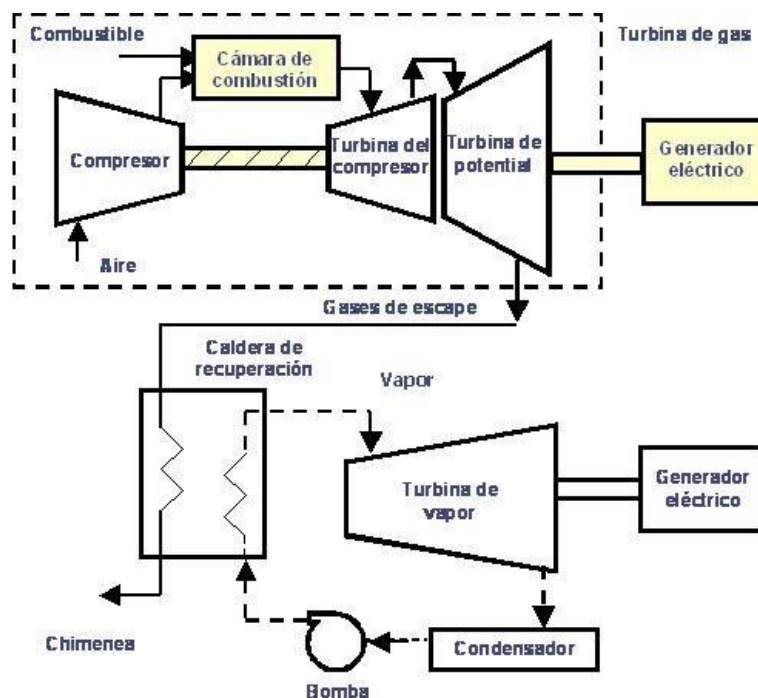 Combustible
Cámara de
combustión
Turbina de gas
Compresor
Turbina del
compresor
Turbina de
potential
Generador
eléctrico
Aire
Gases de escape
Caldera de
recuperación
Vapor
Turbina de
vapor
Generador
eléctrico
Chimenea
Bomba
Condensador